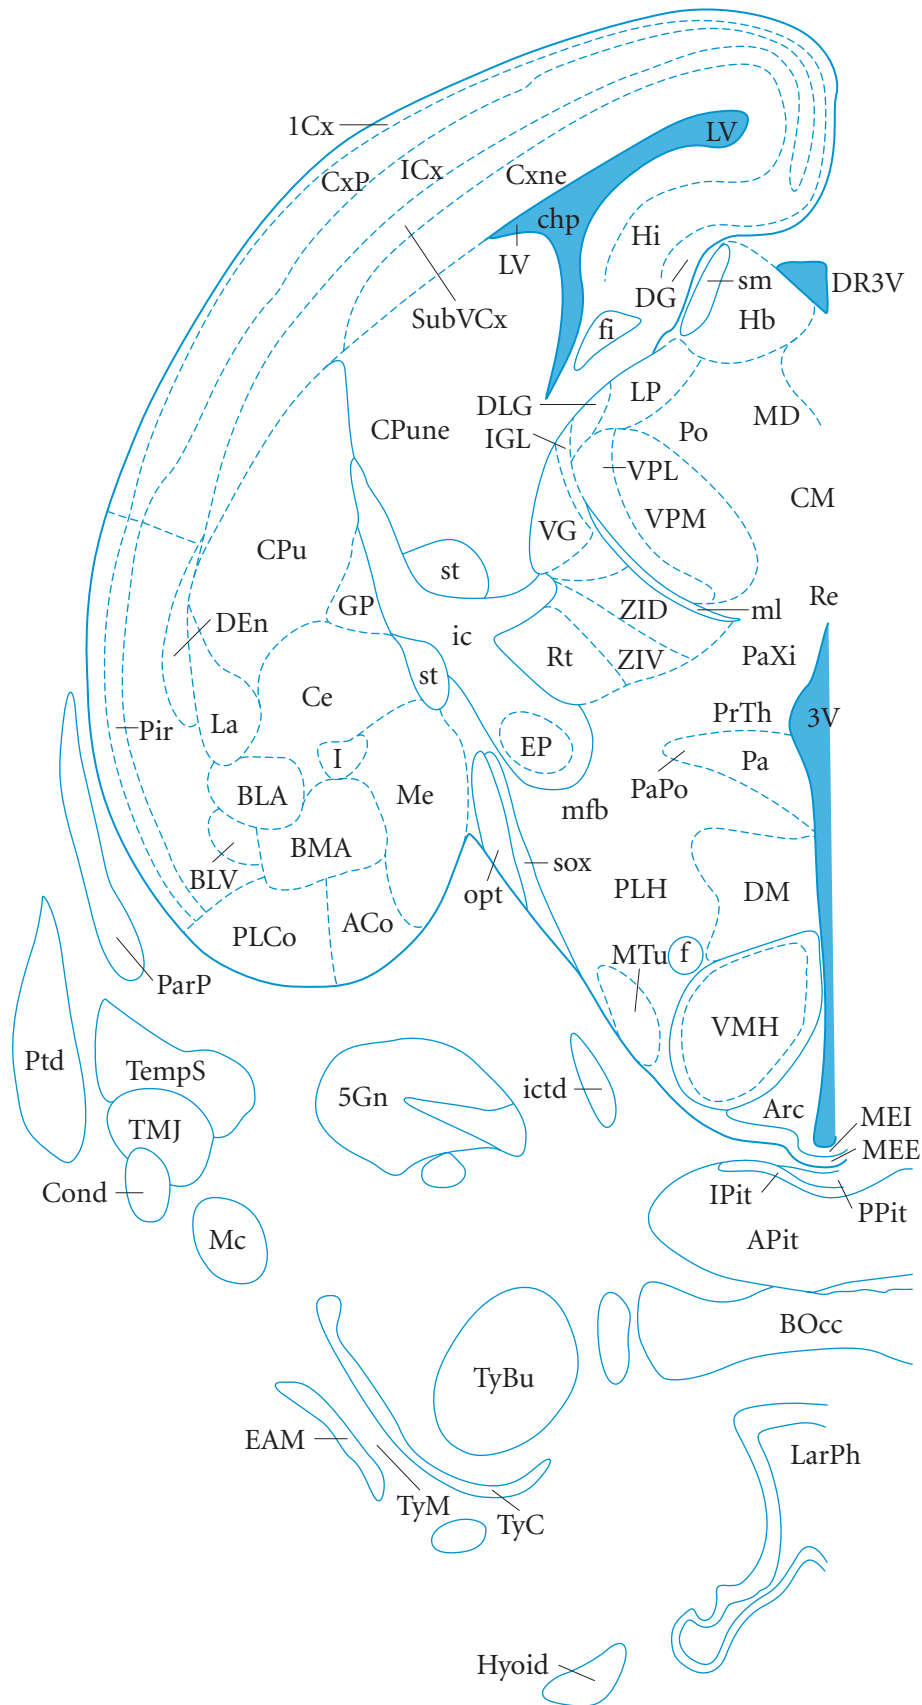 1Cx
LV
CxP
ICx
Cxne
chp
Hi
LV
DG
sm
DR3V
SubVCx
fi
Hb
LP
DLG
MD
CPune
IGL
Po
VPL
CM
VPM
VG
CPu
st
GP
ZID
ml
Re
DEn
ic
Rt
ZIV
PaXi
st
Ce
La
Pir
PrTh
3V
EP
I
Pa
BLA
Me
PaPo
mfb
BMA
BLV
sox
opt
PLH
DM
PLCo
ACo
MTu
f
ParP
VMH
Ptd
TempS
5Gn
ictd
Arc
MEI
TMJ
MEE
Cond
IPit
PPit
Mc
APit
BOcc
TyBu
EAM
LarPh
TyM
TyC
Hyoid